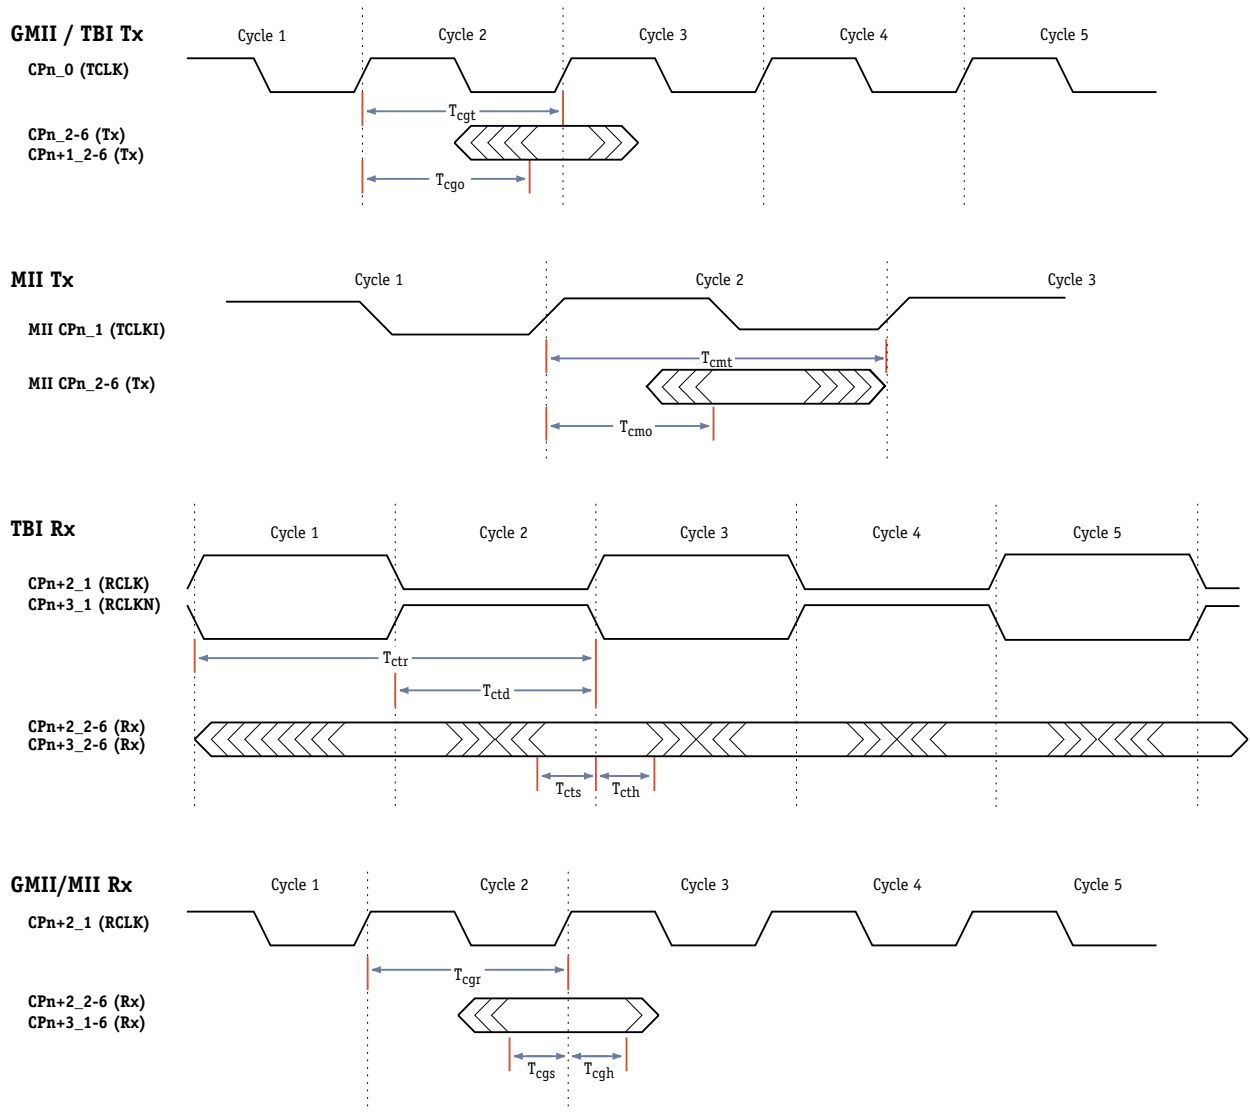 GMII / TBI Tx
Cycle 1 Cycle 2 Cycle 3 Cycle 4 Cycle 5
CPn_0 (TCLK)
Tcgt
CPn_2-6 (Tx)
CPn+1_2-6 (Tx)
Tcgo
MII Tx
Cycle 1 Cycle 2 Cycle 3
MII CPn_1 (TCLKI)
Tcmt
MII CPn_2-6 (Tx)
Tcmo
TBI Rx
Cycle 1 Cycle 2 Cycle 3 Cycle 4 Cycle 5
CPn+2_1 (RCLK)
CPn+3_1 (RCLKN)
Tctr
Tctd
CPn+2_2-6 (Rx)
CPn+3_2-6 (Rx)
Tcts Tcth
GMII/MII Rx
Cycle 1 Cycle 2 Cycle 3 Cycle 4 Cycle 5
CPn+2_1 (RCLK)
Tcgr
CPn+2_2-6 (Rx)
CPn+3_1-6 (Rx)
Tcgs Tcgh